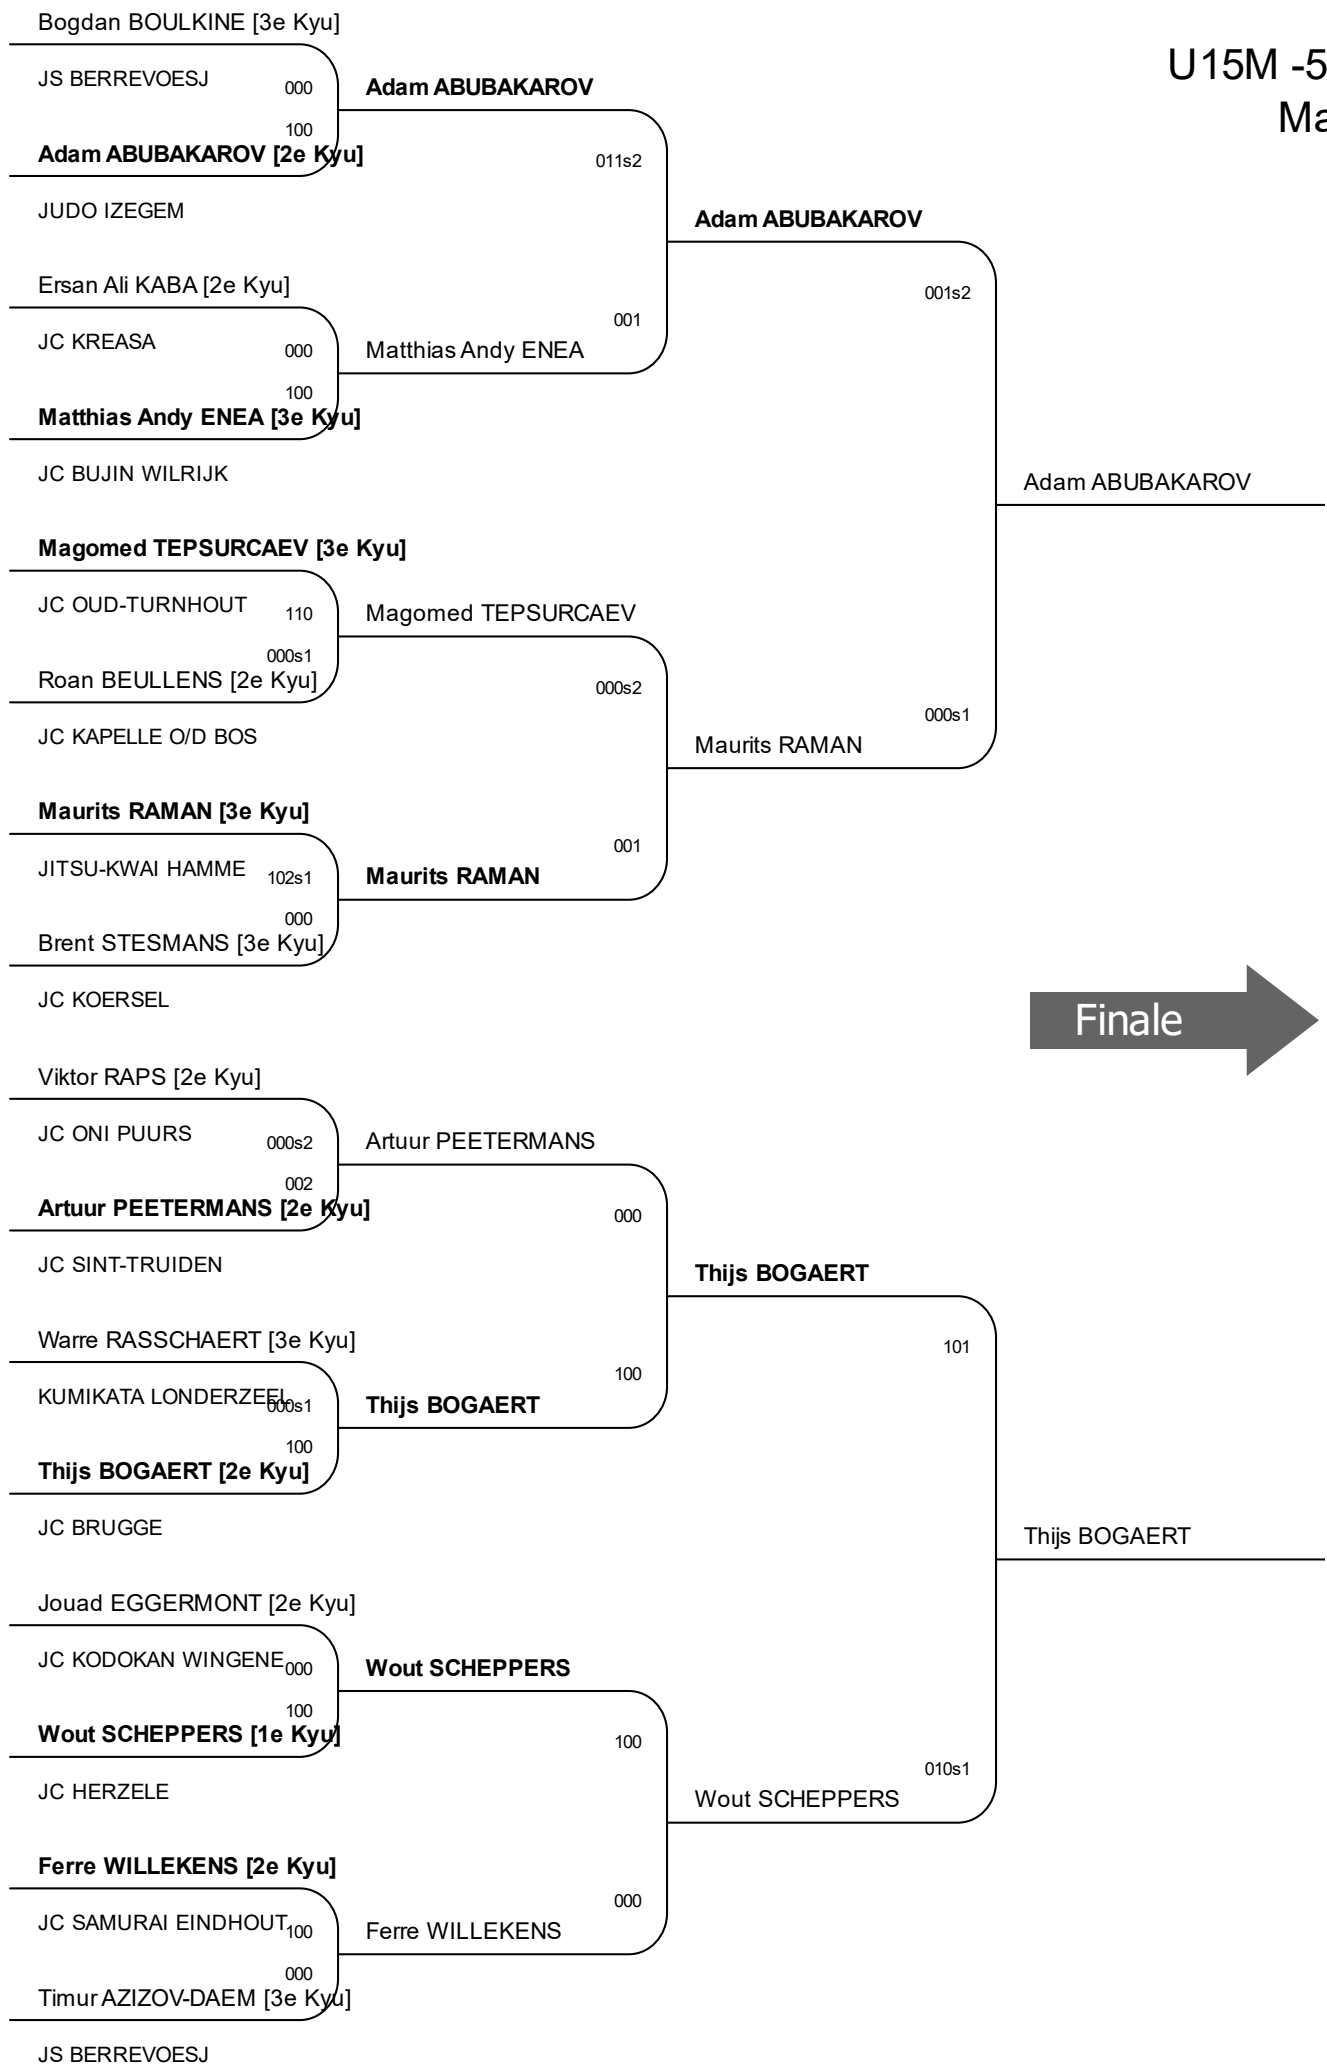 Bogdan BOULKINE [3e Kyu]
JS BERREVOESJ
000
100
Adam ABUBAKAROV [2e Kyu]
JUDO IZEGEM
Ersan Ali KABA [2e Kyu]
JC KREASA
000
100
Matthias Andy ENEA [3e Kyu]
JC BUJIN WILRIJK
Magomed TEPSURCAEV [3e Kyu]
JC OUD-TURNHOUT
110
000s1
Roan BEULLENS [2e Kyu]
JC KAPELLE O/D BOS
Maurits RAMAN [3e Kyu]
JITSU-KWAI HAMME
102s1
000
Brent STESMANS [3e Kyu]
JC KOERSEL
Viktor RAPS [2e Kyu]
JC ONI PUURS
000s2
002
Artuur PEETERMANS [2e Kyu]
JC SINT-TRUIDEN
Warre RASSCHAERT [3e Kyu]
KUMIKATA LONDERZEEL
000s1
100
Thijs BOGAERT [2e Kyu]
JC BRUGGE
Jouad EGGERMONT [2e Kyu]
JC KODOKAN WINGENE
000
100
Wout SCHEPPERS [1e Kyu]
JC HERZELE
Ferre WILLEKENS [2e Kyu]
JC SAMURAI EINDHOUT
100
000
Timur AZIZOV-DAEM [3e Kyu]
JS BERREVOESJ
Adam ABUBAKAROV
011s2
001
Matthias Andy ENEA
Magomed TEPSURCAEV
000s2
001
Maurits RAMAN
Artuur PEETERMANS
000
100
Thijs BOGAERT
Wout SCHEPPERS
100
000
Ferre WILLEKENS
Adam ABUBAKAROV
001s2
000s1
Maurits RAMAN
Thijs BOGAERT
101
010s1
Wout SCHEPPERS
U15M -5
Ma
Adam ABUBAKAROV
Finale
Thijs BOGAERT